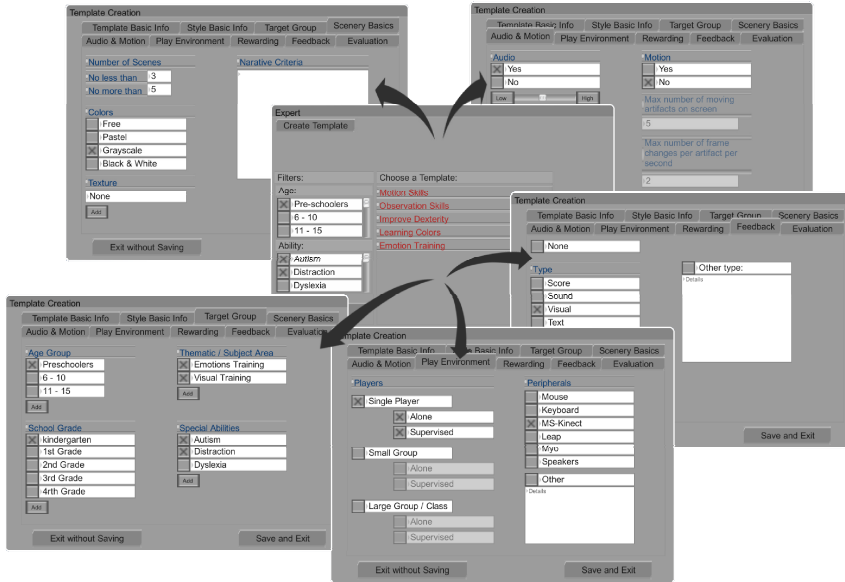 Template Creation
Template Basic Info Style Basic Info Target Group Scenery Basics
Audio & Motion Play Environment Rewarding Feedback Evaluation
Number of Scenes
No less than 3
No more than 5
Narative Criteria
Colors
Free
Pastel
Grayscale
Black & White
Texture
None
Add
Exit without Saving
Template Creation
Template Basic Info Style Basic Info Target Group Scenery Basics
Audio & Motion Play Environment Rewarding Feedback Evaluation
Audio
Yes
No
Low High
Motion
Yes
No
Max number of moving
artifacts on screen
5
Max number of frame
changes per artifact per
second
2
Expert
Create Template
Filters:
Age:
Pre-schoolers
6 - 10
11 - 15
Ability:
Autism
Distraction
Dyslexia
Choose a Template:
Motion Skills
Observation Skills
Improve Dexterity
Learning Colors
Emotion Training
Template Creation
Template Basic Info Style Basic Info Target Group Scenery Basics
Audio & Motion Play Environment Rewarding Feedback Evaluation
None
Type
Score
Sound
Visual
Text
Other type:
Details
Save and Exit
Template Creation
Template Basic Info Style Basic Info Target Group Scenery Basics
Audio & Motion Play Environment Rewarding Feedback Evaluation
Age Group
Preschoolers
6 - 10
11 - 15
Add
Thematic / Subject Area
Emotions Training
Visual Training
Add
School Grade
kindergarten
1st Grade
2nd Grade
3rd Grade
4rth Grade
Add
Special Abilities
Autism
Distraction
Dyslexia
Add
Exit without Saving Save and Exit
Template Creation
Template Basic Info Style Basic Info Target Group Scenery Basics
Audio & Motion Play Environment Rewarding Feedback Evaluation
Players
Single Player
Alone
Supervised
Small Group
Alone
Supervised
Large Group / Class
Alone
Supervised
Peripherals
Mouse
Keyboard
MS-Kinect
Leap
Myo
Speakers
Other
Details
Exit without Saving Save and Exit